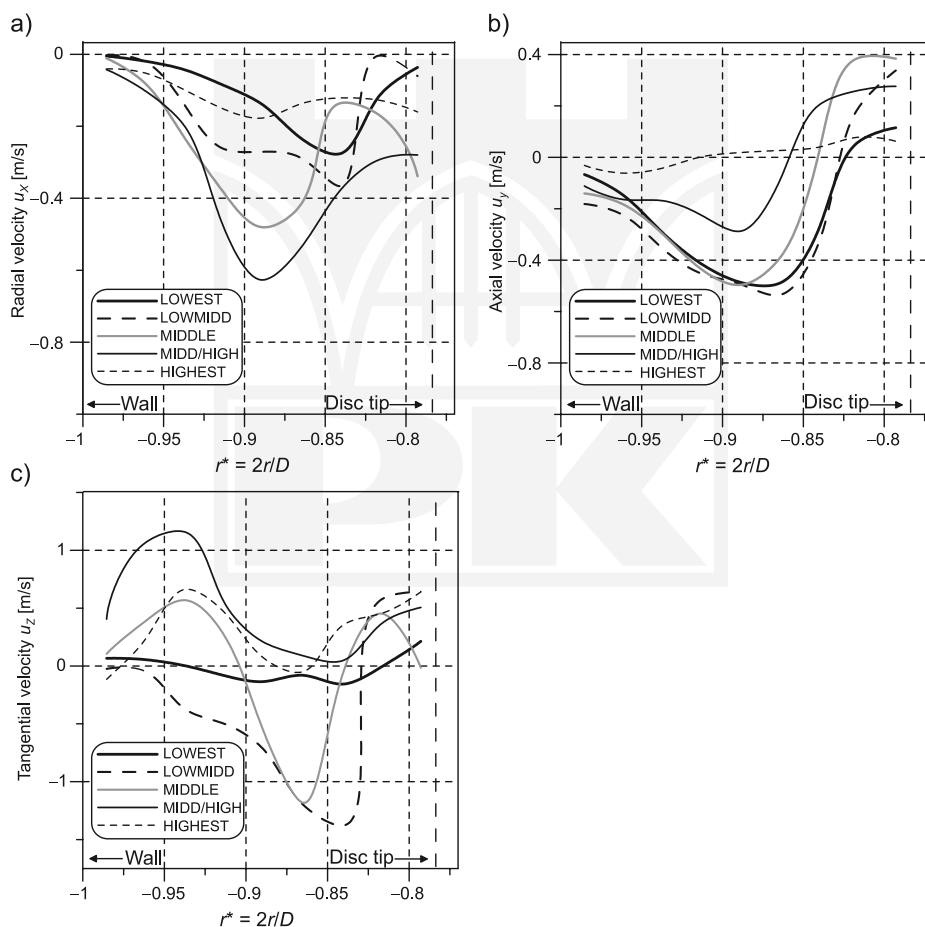 a)
0
−0.4
−0.8
Radial velocity uX [m/s]
LOWEST
LOWMIDD
MIDDLE
MIDD/HIGH
HIGHEST
Wall
Disc tip
−1
−0.95
−0.9
−0.85
−0.8
r* = 2r/D
b)
0.4
0
−0.4
−0.8
Axial velocity uy [m/s]
LOWEST
LOWMIDD
MIDDLE
MIDD/HIGH
HIGHEST
Wall
Disc tip
−1
−0.95
−0.9
−0.85
−0.8
r* = 2r/D
c)
1
0
−1
Tangential velocity uZ [m/s]
LOWEST
LOWMIDD
MIDDLE
MIDD/HIGH
HIGHEST
Wall
Disc tip
−1
−0.95
−0.9
−0.85
−0.8
r* = 2r/D
PK